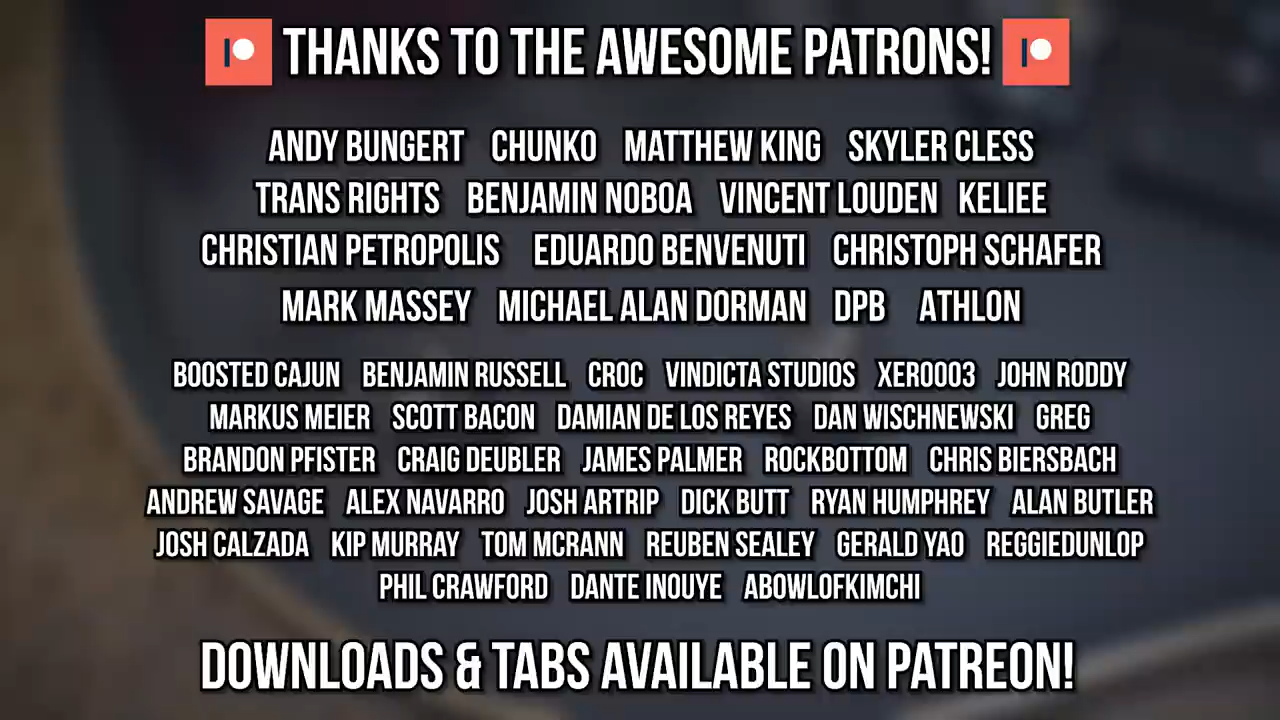 THANKS TO THE AWESOME PATRONS!
ANDY BUNGERT CHUNKO MATTHEW KING SKYLER CLESS
TRANS RIGHTS BENJAMIN NOBOA VINCENT LOUDEN KELIEE
CHRISTIAN PETROPOLIS EDUARDO BENVENUTI CHRISTOPH SCHAFER
MARK MASSEY MICHAEL ALAN DORMAN DPB ATHLON
BOOSTED CAJUN BENJAMIN RUSSELL CROC VINDICTA STUDIOS XERO003 JOHN RODDY
MARKUS MEIER SCOTT BACON DAMIAN DE LOS REYES DAN WISCHNEWSKI GREG
BRANDON PFISTER CRAIG DEUBLER JAMES PALMER ROCKBOTTOM CHRIS BIERSBACH
ANDREW SAVAGE ALEX NAVARRO JOSH ARTRIP DICK BUTT RYAN HUMPHREY ALAN BUTLER
JOSH CALZADA KIP MURRAY TOM MCRANN REUBEN SEALEY GERALD YAO REGGIEDUNLOP
PHIL CRAWFORD DANTE INOUYE ABOWLOFKIMCHI
DOWNLOADS & TABS AVAILABLE ON PATREON!